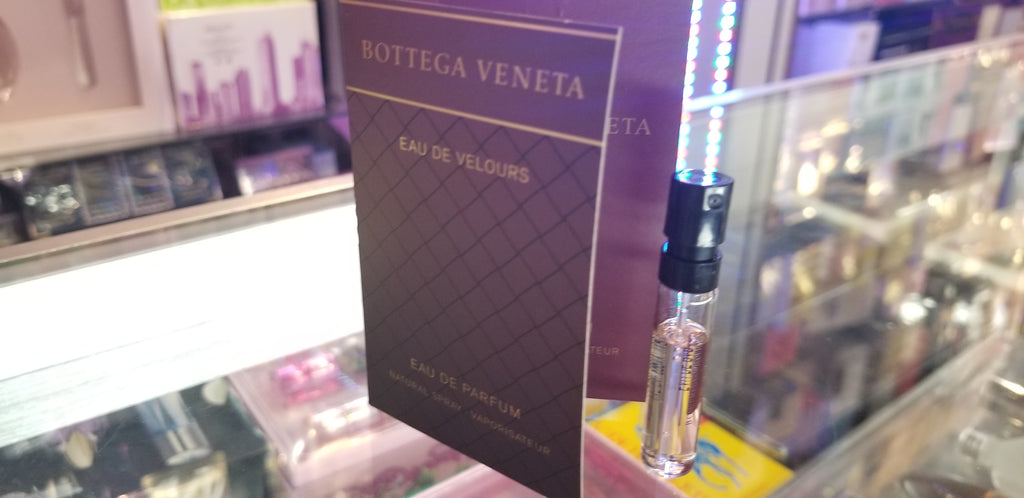 BOTTEGA VENETA
EAU DE VELOURS
EAU DE PARFUM
NATURAL SPRAY VAPORISATEUR
ETA
TEUR